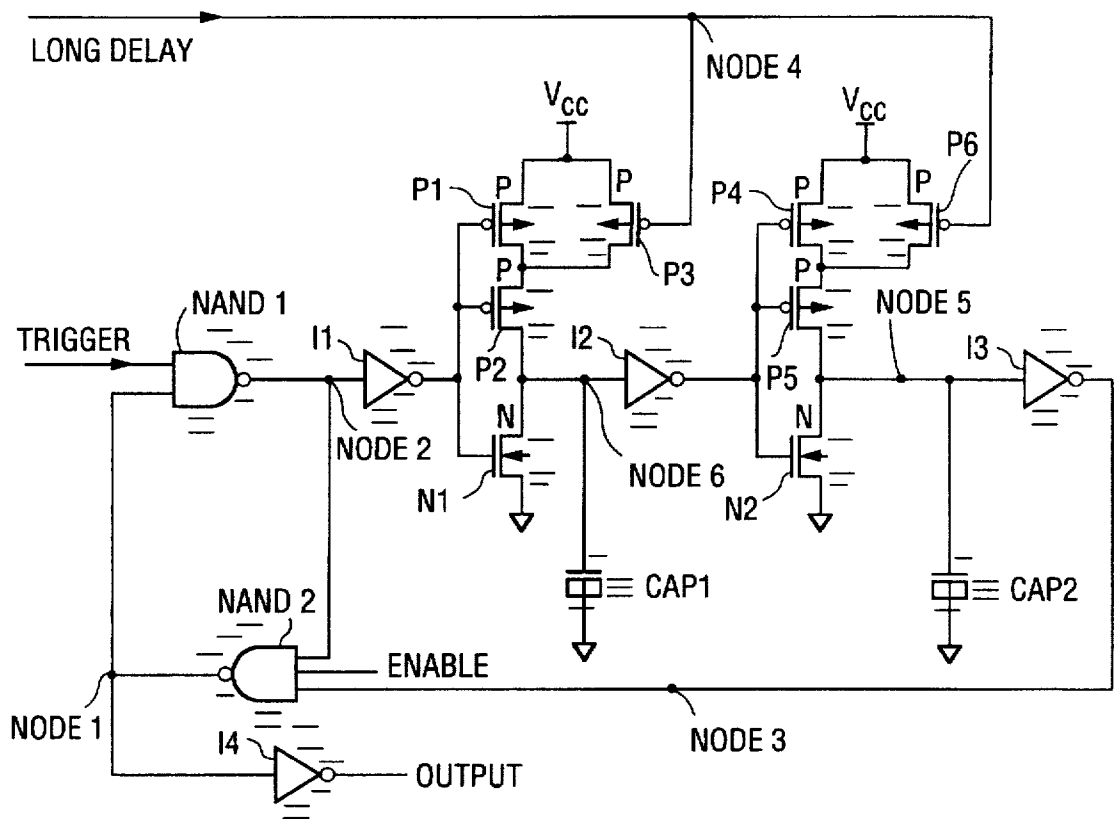 LONG DELAY
NODE 4
VCC
VCC
P1
P
P
P3
P4
P
P
P6
P
P2
P
P5
NAND 1
TRIGGER
I1
I2
NODE 5
I3
NODE 2
N
N1
NODE 6
N
N2
CAP1
CAP2
NAND 2
ENABLE
NODE 1
NODE 3
I4
OUTPUT